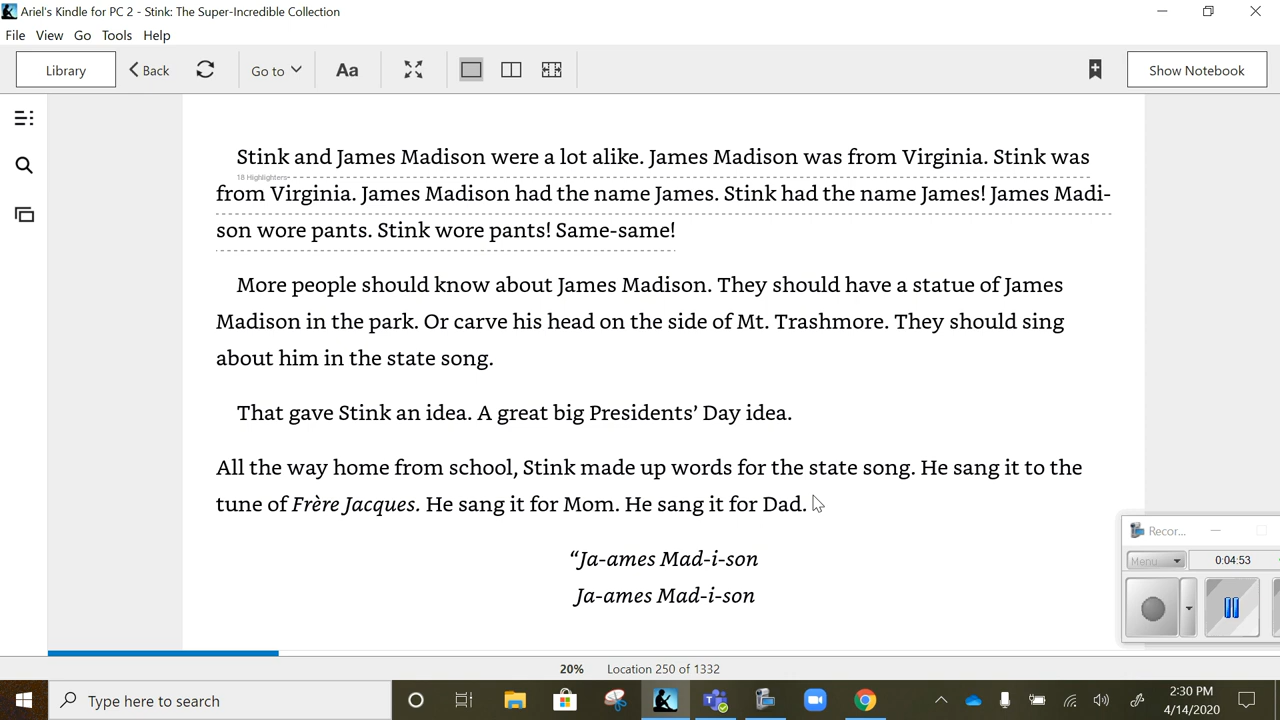 Ariel's Kindle for PC 2 - Stink: The Super-Incredible Collection
File View Go Tools Help
Library Back Go to Aa Show Notebook
Stink and James Madison were a lot alike. James Madison was from Virginia. Stink was
18 Highlighters
from Virginia. James Madison had the name James. Stink had the name James! James Madi-
son wore pants. Stink wore pants! Same-same!
More people should know about James Madison. They should have a statue of James
Madison in the park. Or carve his head on the side of Mt. Trashmore. They should sing
about him in the state song.
That gave Stink an idea. A great big Presidents’ Day idea.
All the way home from school, Stink made up words for the state song. He sang it to the
tune of Frère Jacques. He sang it for Mom. He sang it for Dad.
“Ja-ames Mad-i-son
Ja-ames Mad-i-son
Recor...
Menu 0:04:53
20% Location 250 of 1332
Type here to search
2:30 PM
4/14/2020